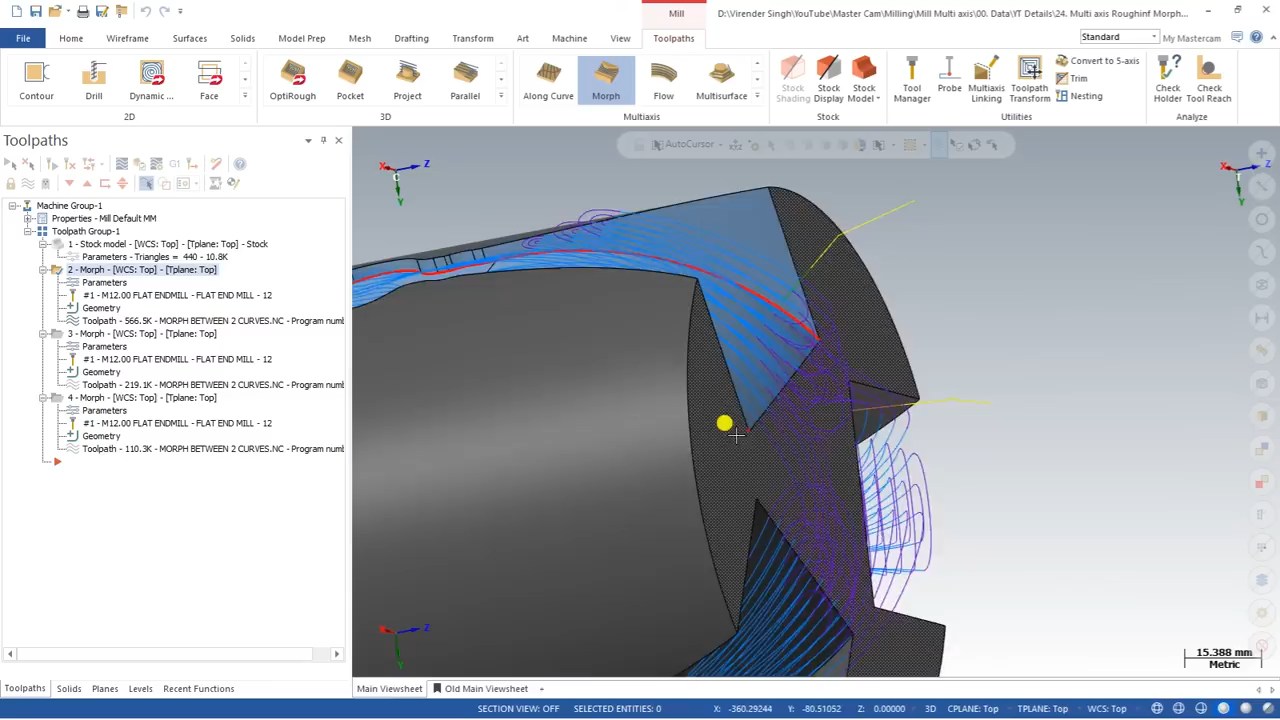 Mill
D:\Virender Singh\YouTube\Master Cam\Milling\Mill Multi axis\00. Data\YT Details\24. Multi axis Roughinf Morph...
File
Home
Wireframe
Surfaces
Solids
Model Prep
Mesh
Drafting
Transform
Art
Machine
View
Toolpaths
Standard
My Mastercam
Contour
Drill
Dynamic ...
Face
OptiRough
Pocket
Project
Parallel
Along Curve
Morph
Flow
Multisurface
Stock Shading
Stock Display
Stock Model
Tool Manager
Probe
Multiaxis Linking
Toolpath Transform
Convert to 5-axis
Trim
Nesting
Check Holder
Check Tool Reach
2D
3D
Multiaxis
Stock
Utilities
Analyze
Toolpaths
G1
Machine Group-1
Properties - Mill Default MM
Toolpath Group-1
1 - Stock model - [WCS: Top] - [Tplane: Top] - Stock
Parameters - Triangles = 440 - 10.8K
2 - Morph - [WCS: Top] - [Tplane: Top]
Parameters
#1 - M12.00 FLAT ENDMILL - FLAT END MILL - 12
Geometry
Toolpath - 566.5K - MORPH BETWEEN 2 CURVES.NC - Program numb
3 - Morph - [WCS: Top] - [Tplane: Top]
Parameters
#1 - M12.00 FLAT ENDMILL - FLAT END MILL - 12
Geometry
Toolpath - 219.1K - MORPH BETWEEN 2 CURVES.NC - Program numb
4 - Morph - [WCS: Top] - [Tplane: Top]
Parameters
#1 - M12.00 FLAT ENDMILL - FLAT END MILL - 12
Geometry
Toolpath - 110.3K - MORPH BETWEEN 2 CURVES.NC - Program numb
AutoCursor
X Z
C
Y
X Z
T
Y
X Z
Y
15.388 mm
Metric
Toolpaths
Solids
Planes
Levels
Recent Functions
Main Viewsheet
Old Main Viewsheet
+
SECTION VIEW: OFF
SELECTED ENTITIES: 0
X: -360.29244
Y: -80.51052
Z: 0.00000
3D
CPLANE: Top
TPLANE: Top
WCS: Top